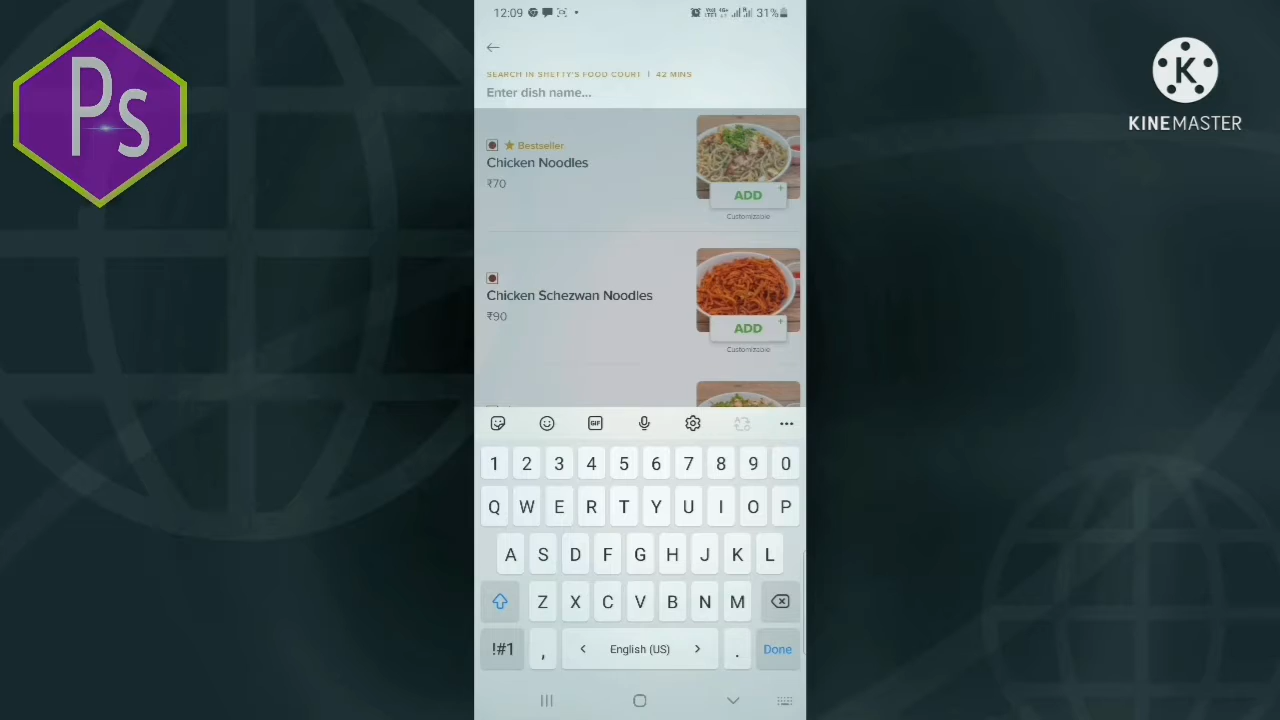 Ps
K
KINEMASTER
12:09
31%
SEARCH IN SHETTY'S FOOD COURT | 42 MINS
Enter dish name...
★ Bestseller
Chicken Noodles
₹70
ADD +
Customizable
Chicken Schezwan Noodles
₹90
ADD +
Customizable
GIF
1 2 3 4 5 6 7 8 9 0
Q W E R T Y U I O P
A S D F G H J K L
Z X C V B N M
!#1 , < English (US) > . Done